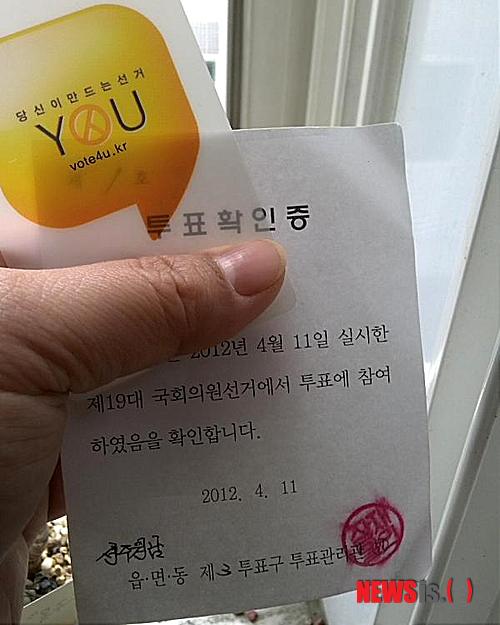 당신이만드는선거
YOU
vote4u.kr
투표확인증
2012년 4월 11일 실시한
제19대 국회의원선거에서 투표에 참여
하였음을 확인합니다.
2012. 4. 11
읍·면·동 제3투표구 투표관리관
NEWSIS.( )